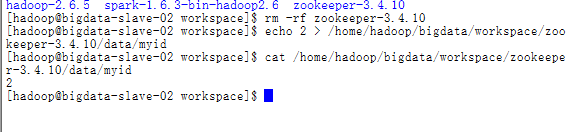 hadoop-2.6.5  spark-1.6.3-bin-hadoop2.6  zookeeper-3.4.10
[hadoop@bigdata-slave-02 workspace]$ rm -rf zookeeper-3.4.10
[hadoop@bigdata-slave-02 workspace]$ echo 2 > /home/hadoop/bigdata/workspace/zoo
keeper-3.4.10/data/myid
[hadoop@bigdata-slave-02 workspace]$ cat /home/hadoop/bigdata/workspace/zookeepe
r-3.4.10/data/myid
2
[hadoop@bigdata-slave-02 workspace]$